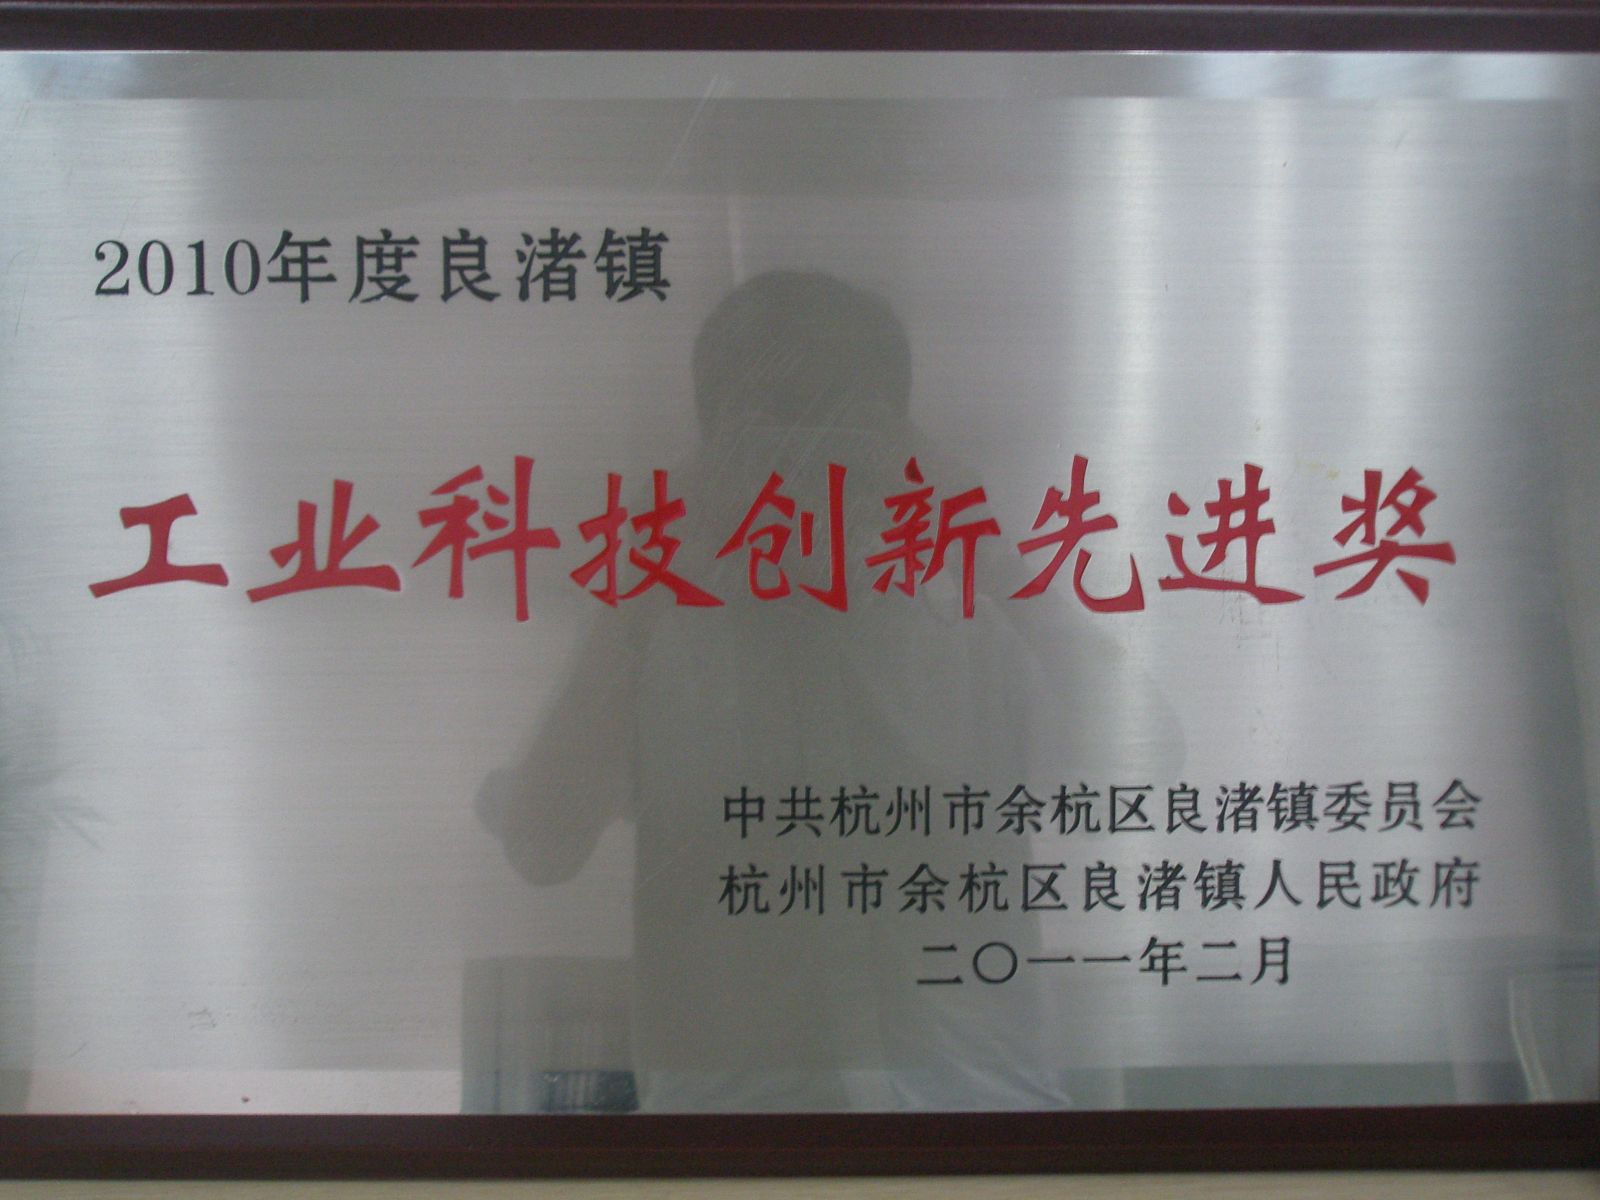 2010年度良渚镇
工业科技创新先进奖
中共杭州市余杭区良渚镇委员会
杭州市余杭区良渚镇人民政府
二〇一一年二月